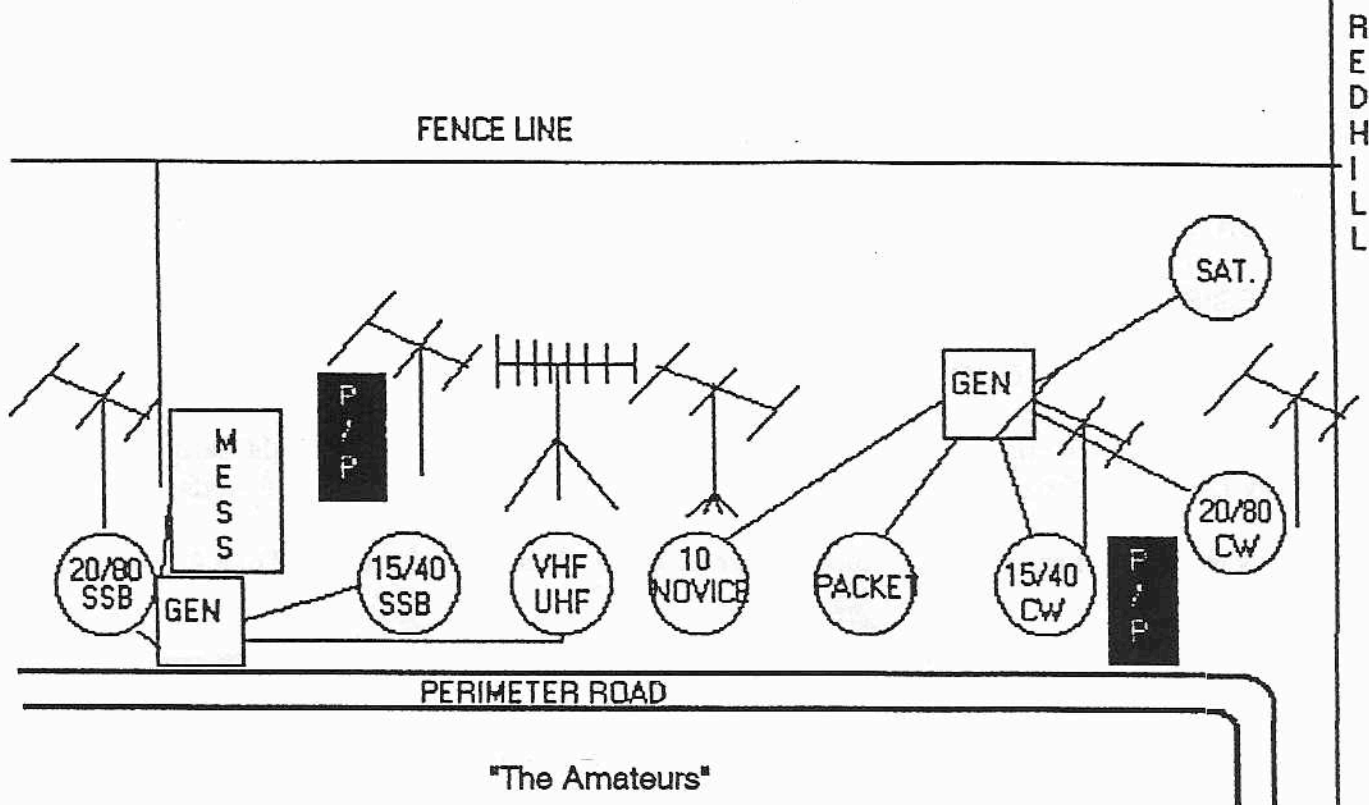 REDHILL
FENCE LINE
SAT.
GEN
MESS
P/P
20/80
CW
20/80
SSB
GEN
15/40
SSB
VHF
UHF
10
NOVICE
PACKET
15/40
CW
P/P
PERIMETER ROAD
"The Amateurs"